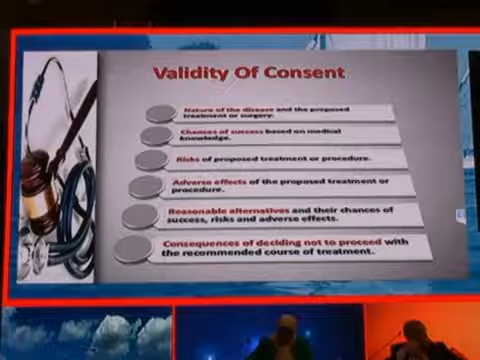 Validity Of Consent
Nature of the disease and the proposed
treatment or surgery.
Chances of success based on medical
knowledge.
Risks of proposed treatment or procedure.
Adverse effects of the proposed treatment or
procedure.
Reasonable alternatives and their chances of
success, risks and adverse effects.
Consequences of deciding not to proceed with
the recommended course of treatment.